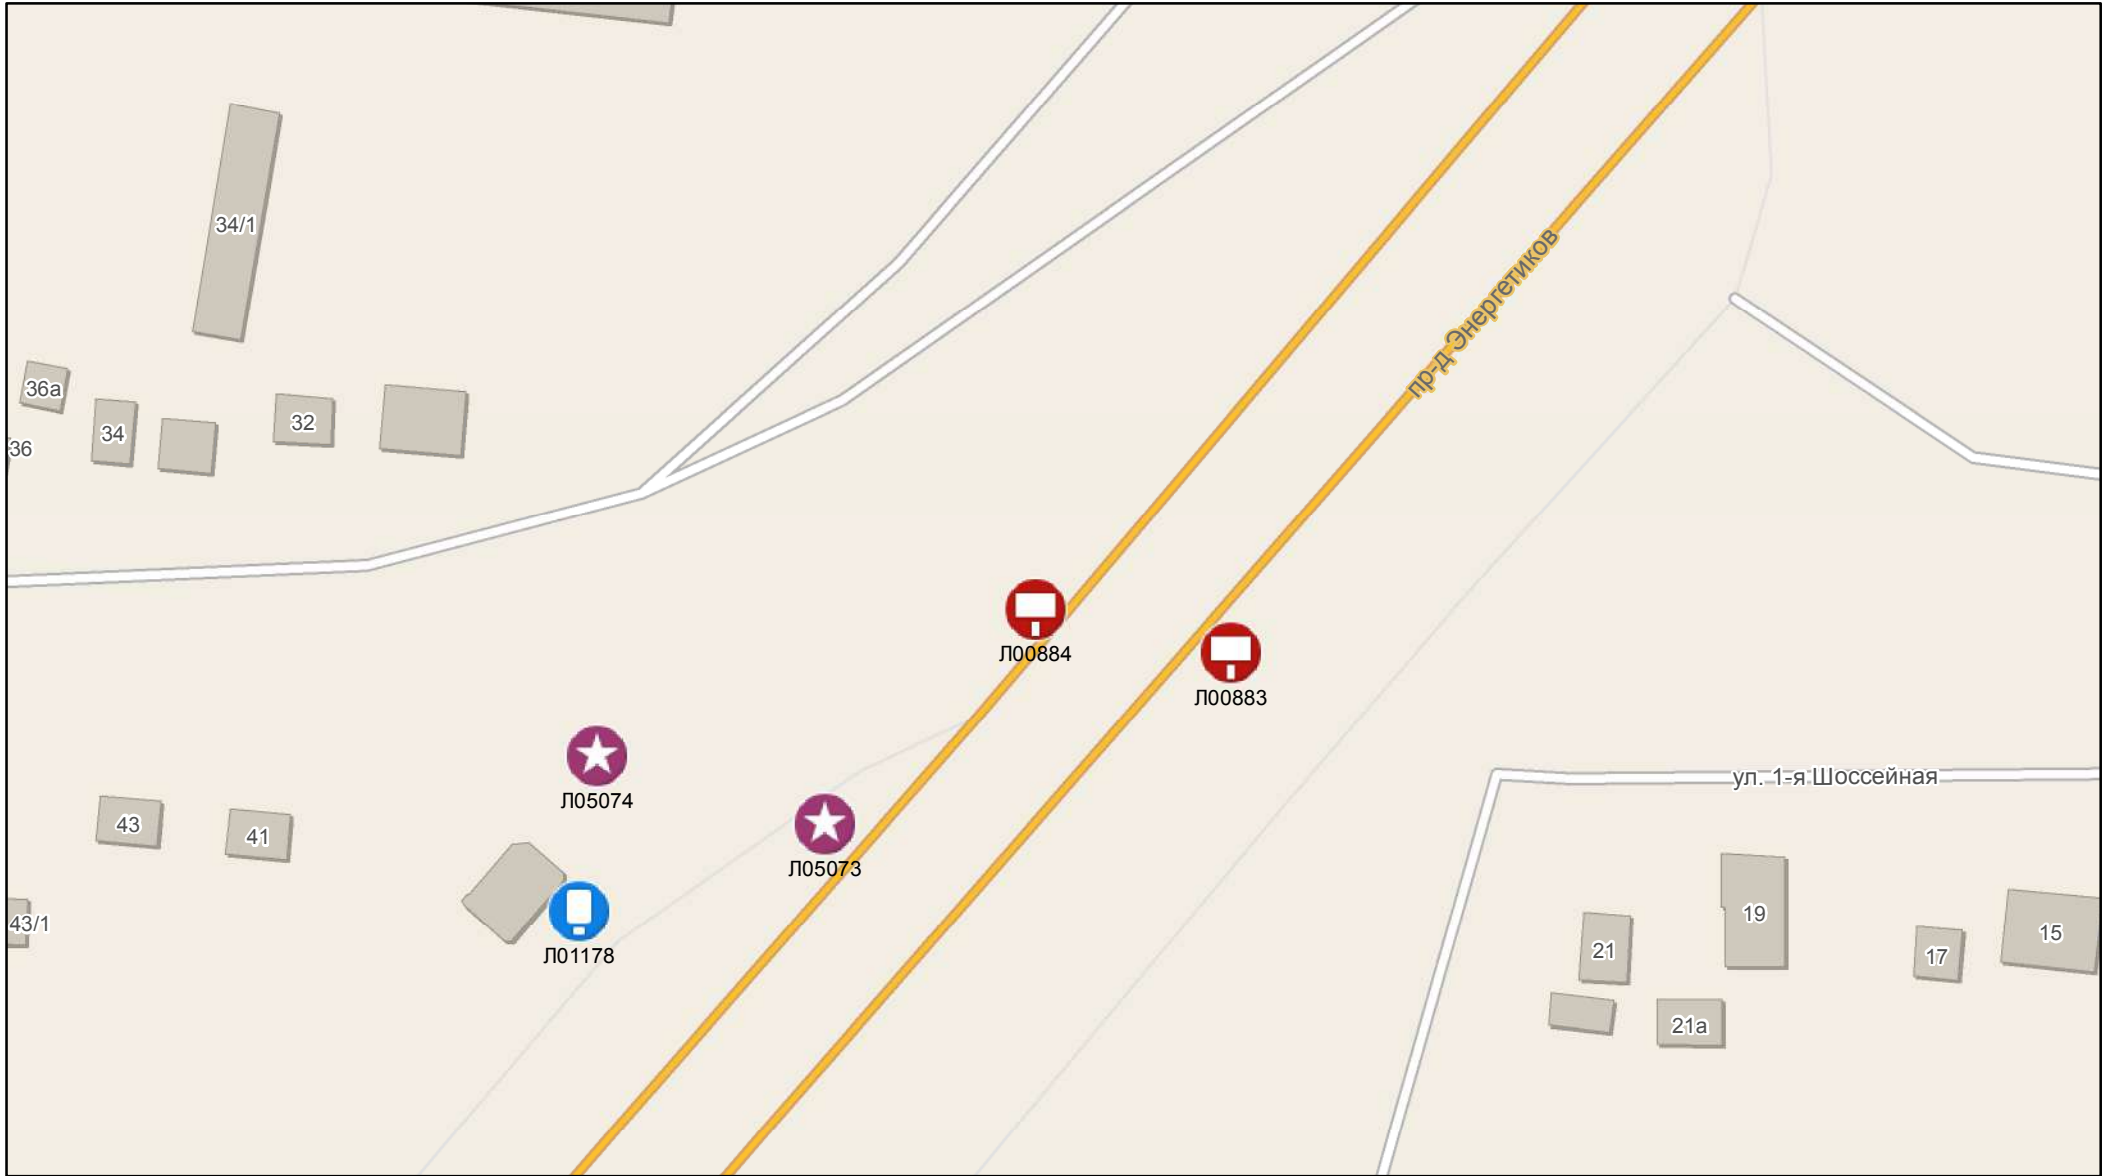 34/1
пр-д Энергетиков
36а
34
32
36
Л00884
Л00883
Л05074
ул. 1-я Шоссейная
43
41
Л05073
43/1
Л01178
19
21
17
15
21а